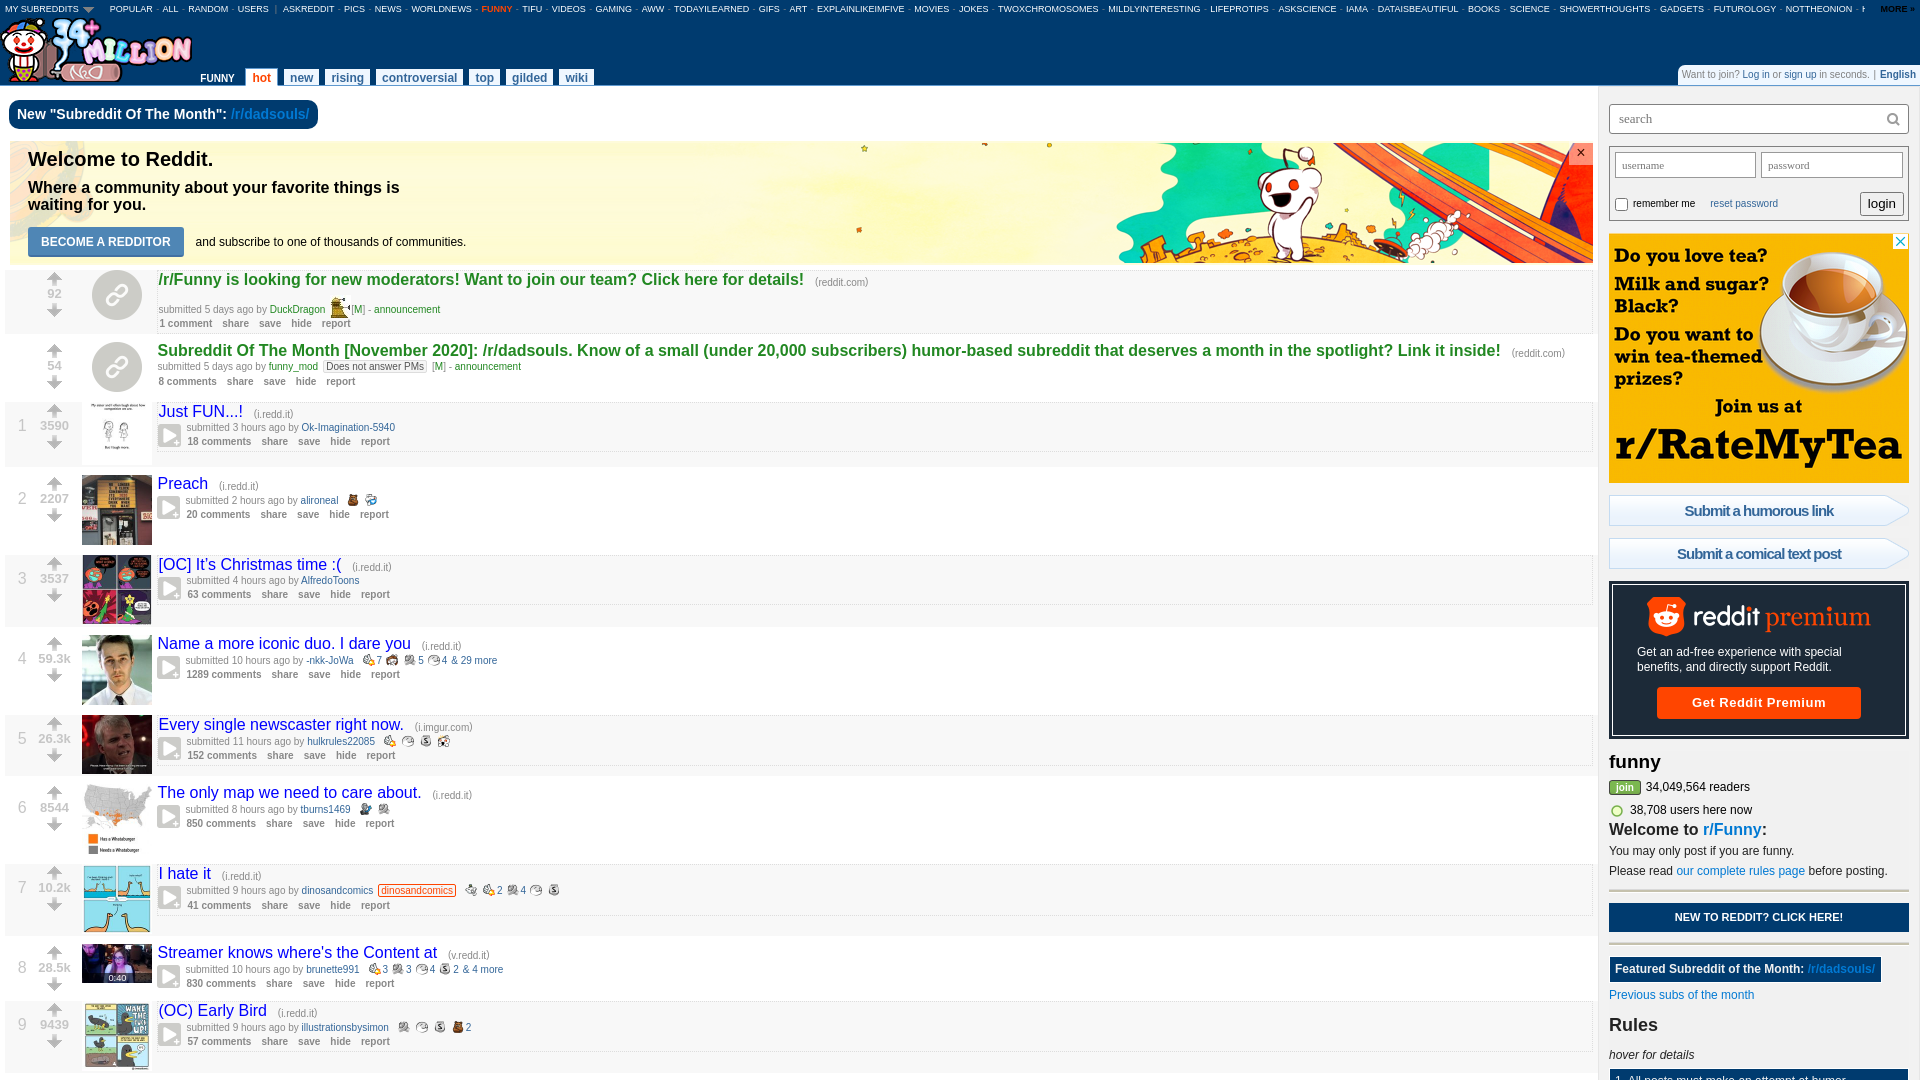 MY SUBREDDITS POPULAR - ALL - RANDOM - USERS | ASKREDDIT - PICS - NEWS - WORLDNEWS - FUNNY - TIFU - VIDEOS - GAMING - AWW - TODAYILEARNED - GIFS - ART - EXPLAINLIKEIMFIVE - MOVIES - JOKES - TWOXCHROMOSOMES - MILDLYINTERESTING - LIFEPROTIPS - ASKSCIENCE - IAMA - DATAISBEAUTIFUL - BOOKS - SCIENCE - SHOWERTHOUGHTS - GADGETS - FUTUROLOGY - NOTTHEONION - MORE »
34+ MILLION
FUNNY hot new rising controversial top gilded wiki
Want to join? Log in or sign up in seconds. | English
New "Subreddit Of The Month": /r/dadsouls/
Welcome to Reddit.
Where a community about your favorite things is
waiting for you.
BECOME A REDDITOR and subscribe to one of thousands of communities.
×
92
/r/Funny is looking for new moderators! Want to join our team? Click here for details! (reddit.com)
submitted 5 days ago by DuckDragon [M] - announcement
1 comment share save hide report
54
Subreddit Of The Month [November 2020]: /r/dadsouls. Know of a small (under 20,000 subscribers) humor-based subreddit that deserves a month in the spotlight? Link it inside! (reddit.com)
submitted 5 days ago by funny_mod Does not answer PMs [M] - announcement
8 comments share save hide report
1 3590
Just FUN...! (i.redd.it)
submitted 3 hours ago by Ok-Imagination-5940
18 comments share save hide report
2 2207
Preach (i.redd.it)
submitted 2 hours ago by alironeal
20 comments share save hide report
3 3537
[OC] It’s Christmas time :( (i.redd.it)
submitted 4 hours ago by AlfredoToons
63 comments share save hide report
4 59.3k
Name a more iconic duo. I dare you (i.redd.it)
submitted 10 hours ago by -nkk-JoWa 7 5 4 & 29 more
1289 comments share save hide report
5 26.3k
Every single newscaster right now. (i.imgur.com)
submitted 11 hours ago by hulkrules22085
152 comments share save hide report
6 8544
Has a Whataburger
Needs a Whataburger
The only map we need to care about. (i.redd.it)
submitted 8 hours ago by tburns1469
850 comments share save hide report
7 10.2k
I hate it (i.redd.it)
submitted 9 hours ago by dinosandcomics dinosandcomics 2 4
41 comments share save hide report
8 28.5k
0:40
Streamer knows where's the Content at (v.redd.it)
submitted 10 hours ago by brunette991 3 3 4 2 & 4 more
830 comments share save hide report
9 9439
(OC) Early Bird (i.redd.it)
submitted 9 hours ago by illustrationsbysimon 2
57 comments share save hide report
search
username password
remember me reset password login
Do you love tea?
Milk and sugar?
Black?
Do you want to
win tea-themed
prizes?
Join us at
r/RateMyTea
Submit a humorous link
Submit a comical text post
reddit premium
Get an ad-free experience with special
benefits, and directly support Reddit.
Get Reddit Premium
funny
join 34,049,564 readers
38,708 users here now
Welcome to r/Funny:
You may only post if you are funny.
Please read our complete rules page before posting.
NEW TO REDDIT? CLICK HERE!
Featured Subreddit of the Month: /r/dadsouls/
Previous subs of the month
Rules
hover for details
1. All posts must make an attempt at humor